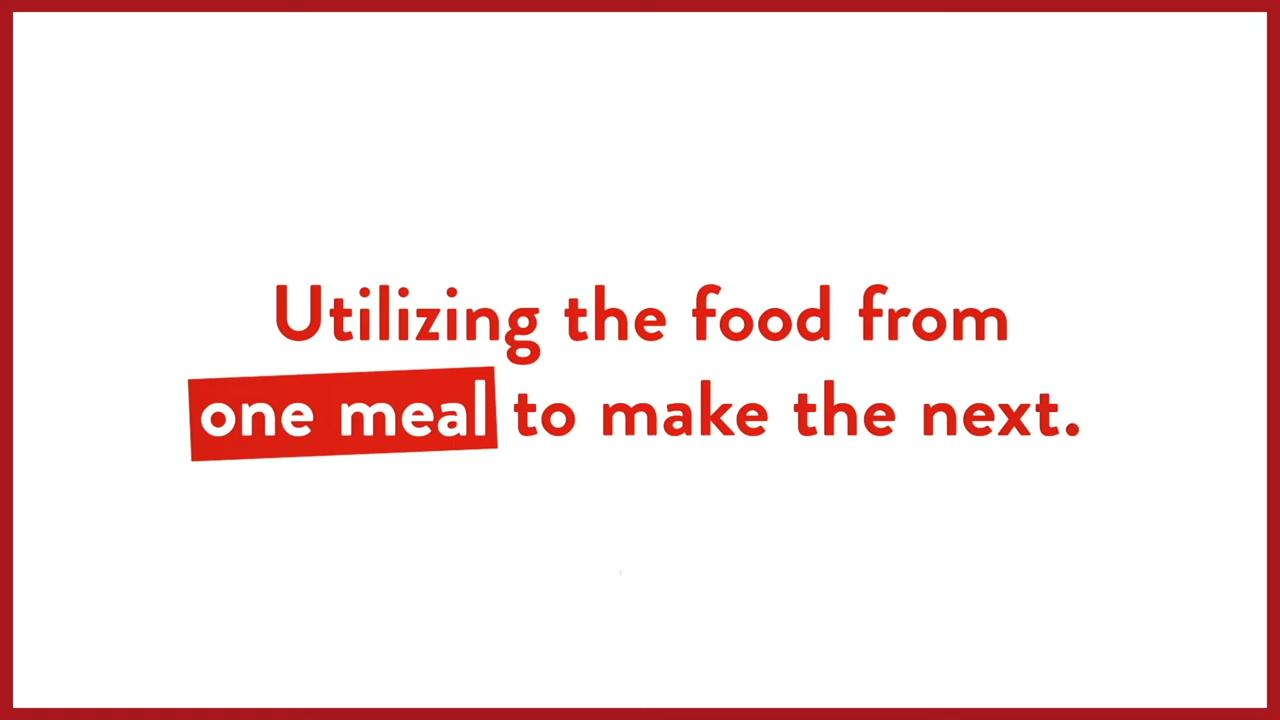 Utilizing the food from
one meal to make the next.